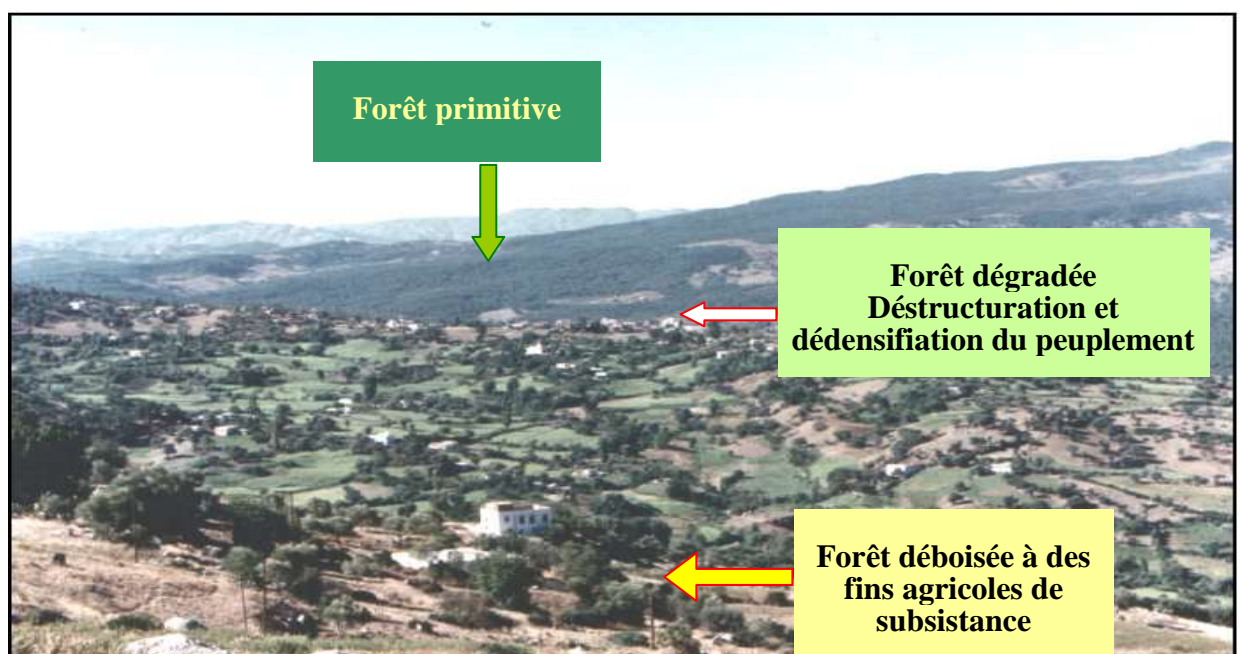 Forêt primitive
Forêt dégradée
Déstructuration et
dédensifiation du peuplement
Forêt déboisée à des
fins agricoles de
subsistance